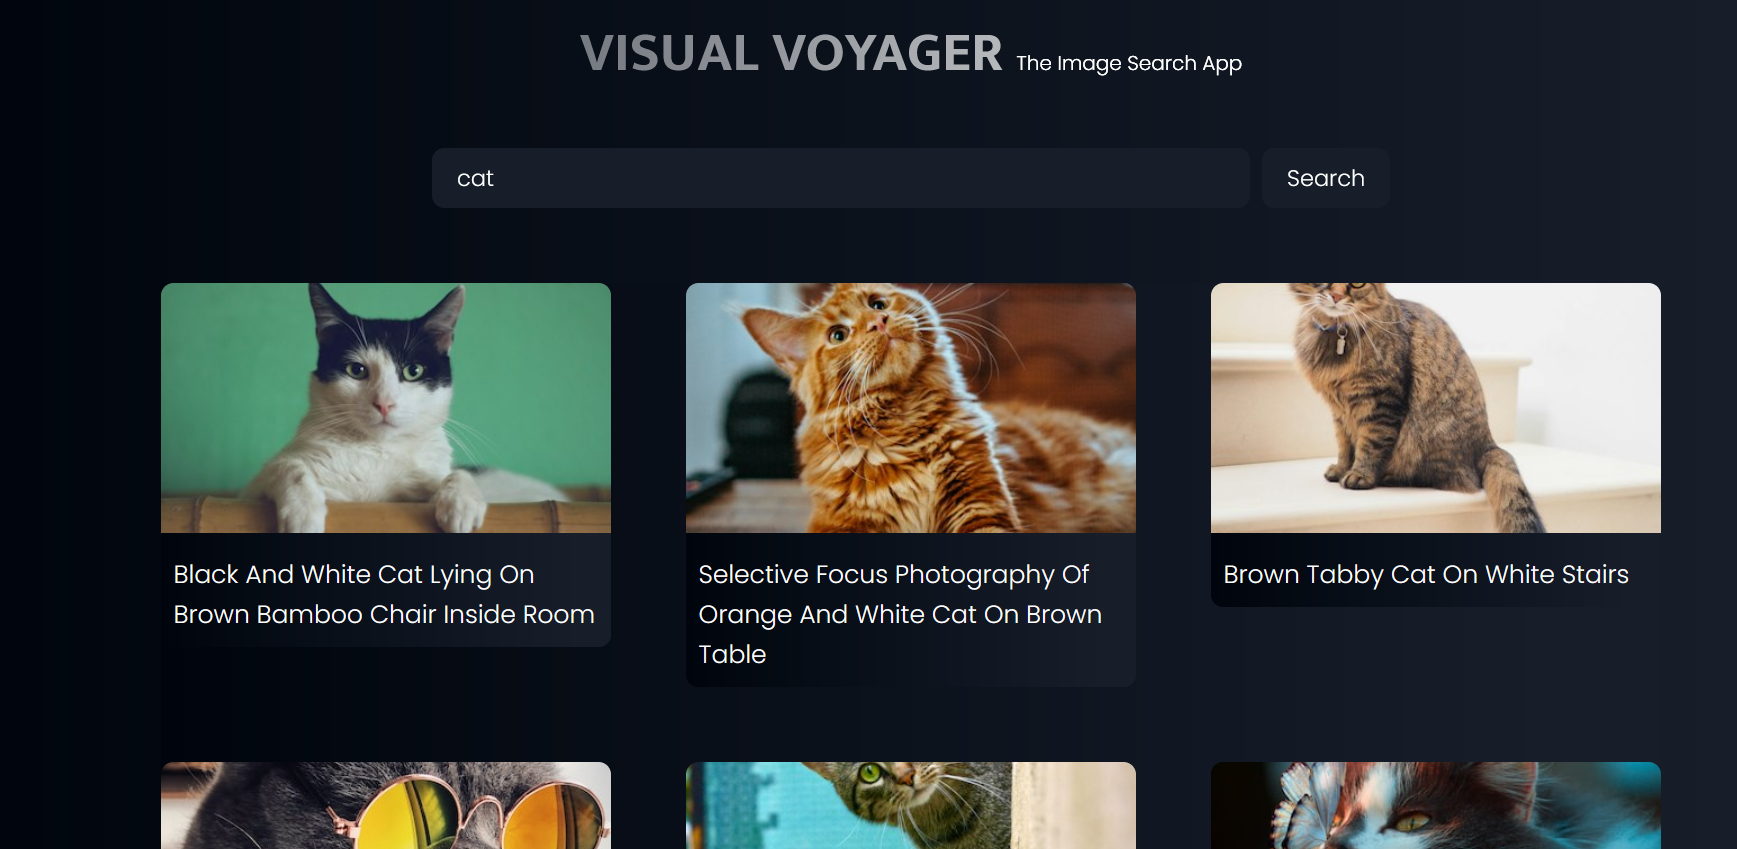 VISUAL VOYAGER The Image Search App
cat
Search
Black And White Cat Lying On
Brown Bamboo Chair Inside Room
Selective Focus Photography Of
Orange And White Cat On Brown
Table
Brown Tabby Cat On White Stairs